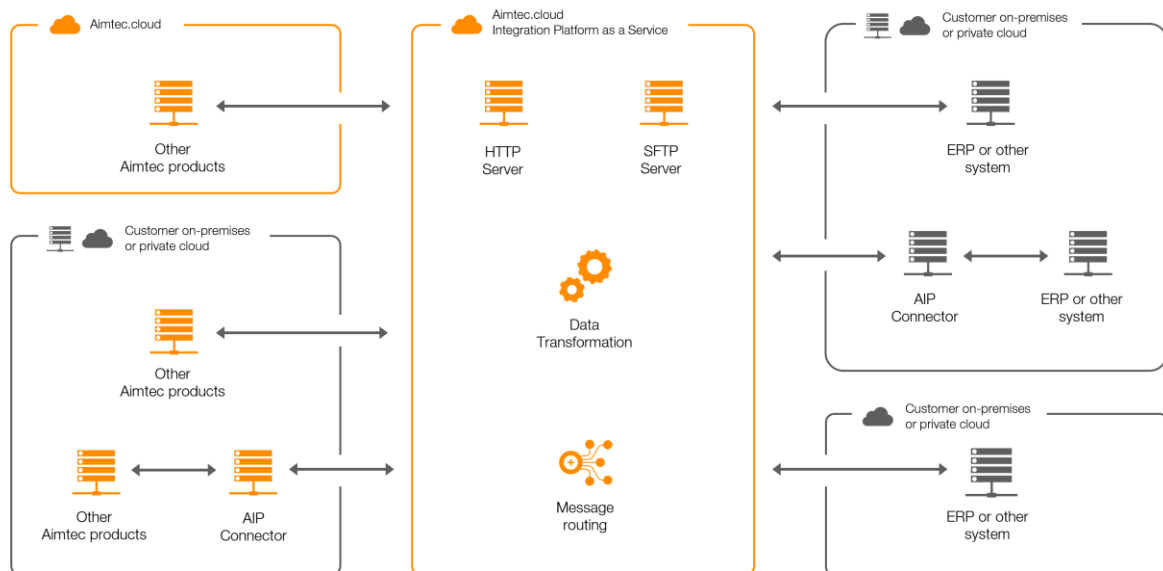 Aimtec.cloud
Other
Aimtec products
Customer on-premises
or private cloud
Other
Aimtec products
Other
Aimtec products
AIP
Connector
Aimtec.cloud
Integration Platform as a Service
HTTP
Server
SFTP
Server
Data
Transformation
Message
routing
Customer on-premises
or private cloud
ERP or other
system
AIP
Connector
ERP or other
system
Customer on-premises
or private cloud
ERP or other
system